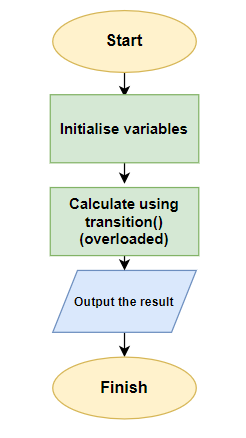 Start
Initialise variables
Calculate using
transition()
(overloaded)
Output the result
Finish